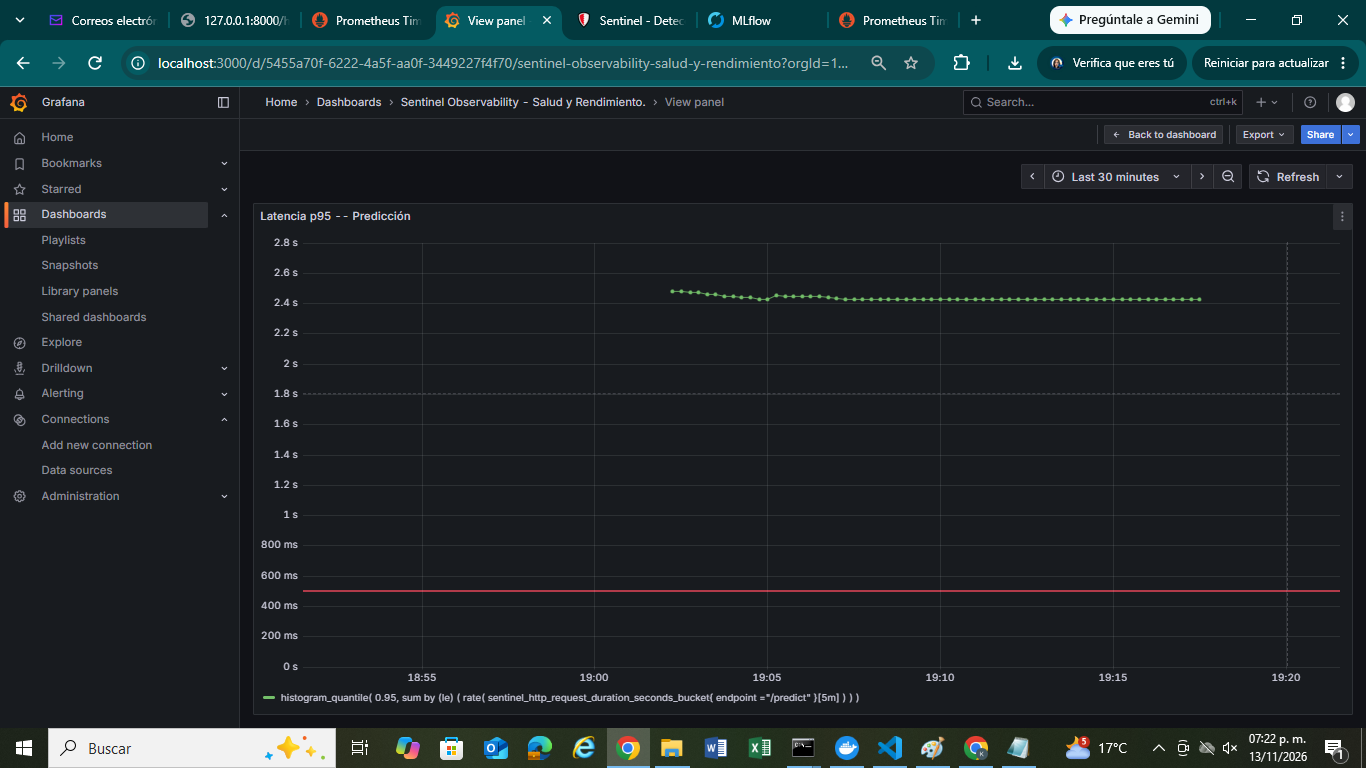 Correos electrór
127.0.0.1:8000/h
Prometheus Tim
View panel
Sentinel - Detec
MLflow
Prometheus Tim
Pregúntale a Gemini
localhost:3000/d/5455a70f-6222-4a5f-aa0f-3449227f4f70/sentinel-observability-salud-y-rendimiento?orgId=1...
Verifica que eres tú
Reiniciar para actualizar
Grafana
Home > Dashboards > Sentinel Observability - Salud y Rendimiento. > View panel
Search...
ctrl+k
Back to dashboard
Export
Share
Last 30 minutes
Refresh
Home
Bookmarks
Starred
Dashboards
Playlists
Snapshots
Library panels
Shared dashboards
Explore
Drilldown
Alerting
Connections
Add new connection
Data sources
Administration
Latencia p95 -- Predicción
2.8 s
2.6 s
2.4 s
2.2 s
2 s
1.8 s
1.6 s
1.4 s
1.2 s
1 s
800 ms
600 ms
400 ms
200 ms
0 s
18:55
19:00
19:05
19:10
19:15
19:20
histogram_quantile( 0.95, sum by (le) ( rate( sentinel_http_request_duration_seconds_bucket( endpoint ="/predict" }[5m] ) ) )
Buscar
5
17°C
07:22 p. m.
13/11/2026
1